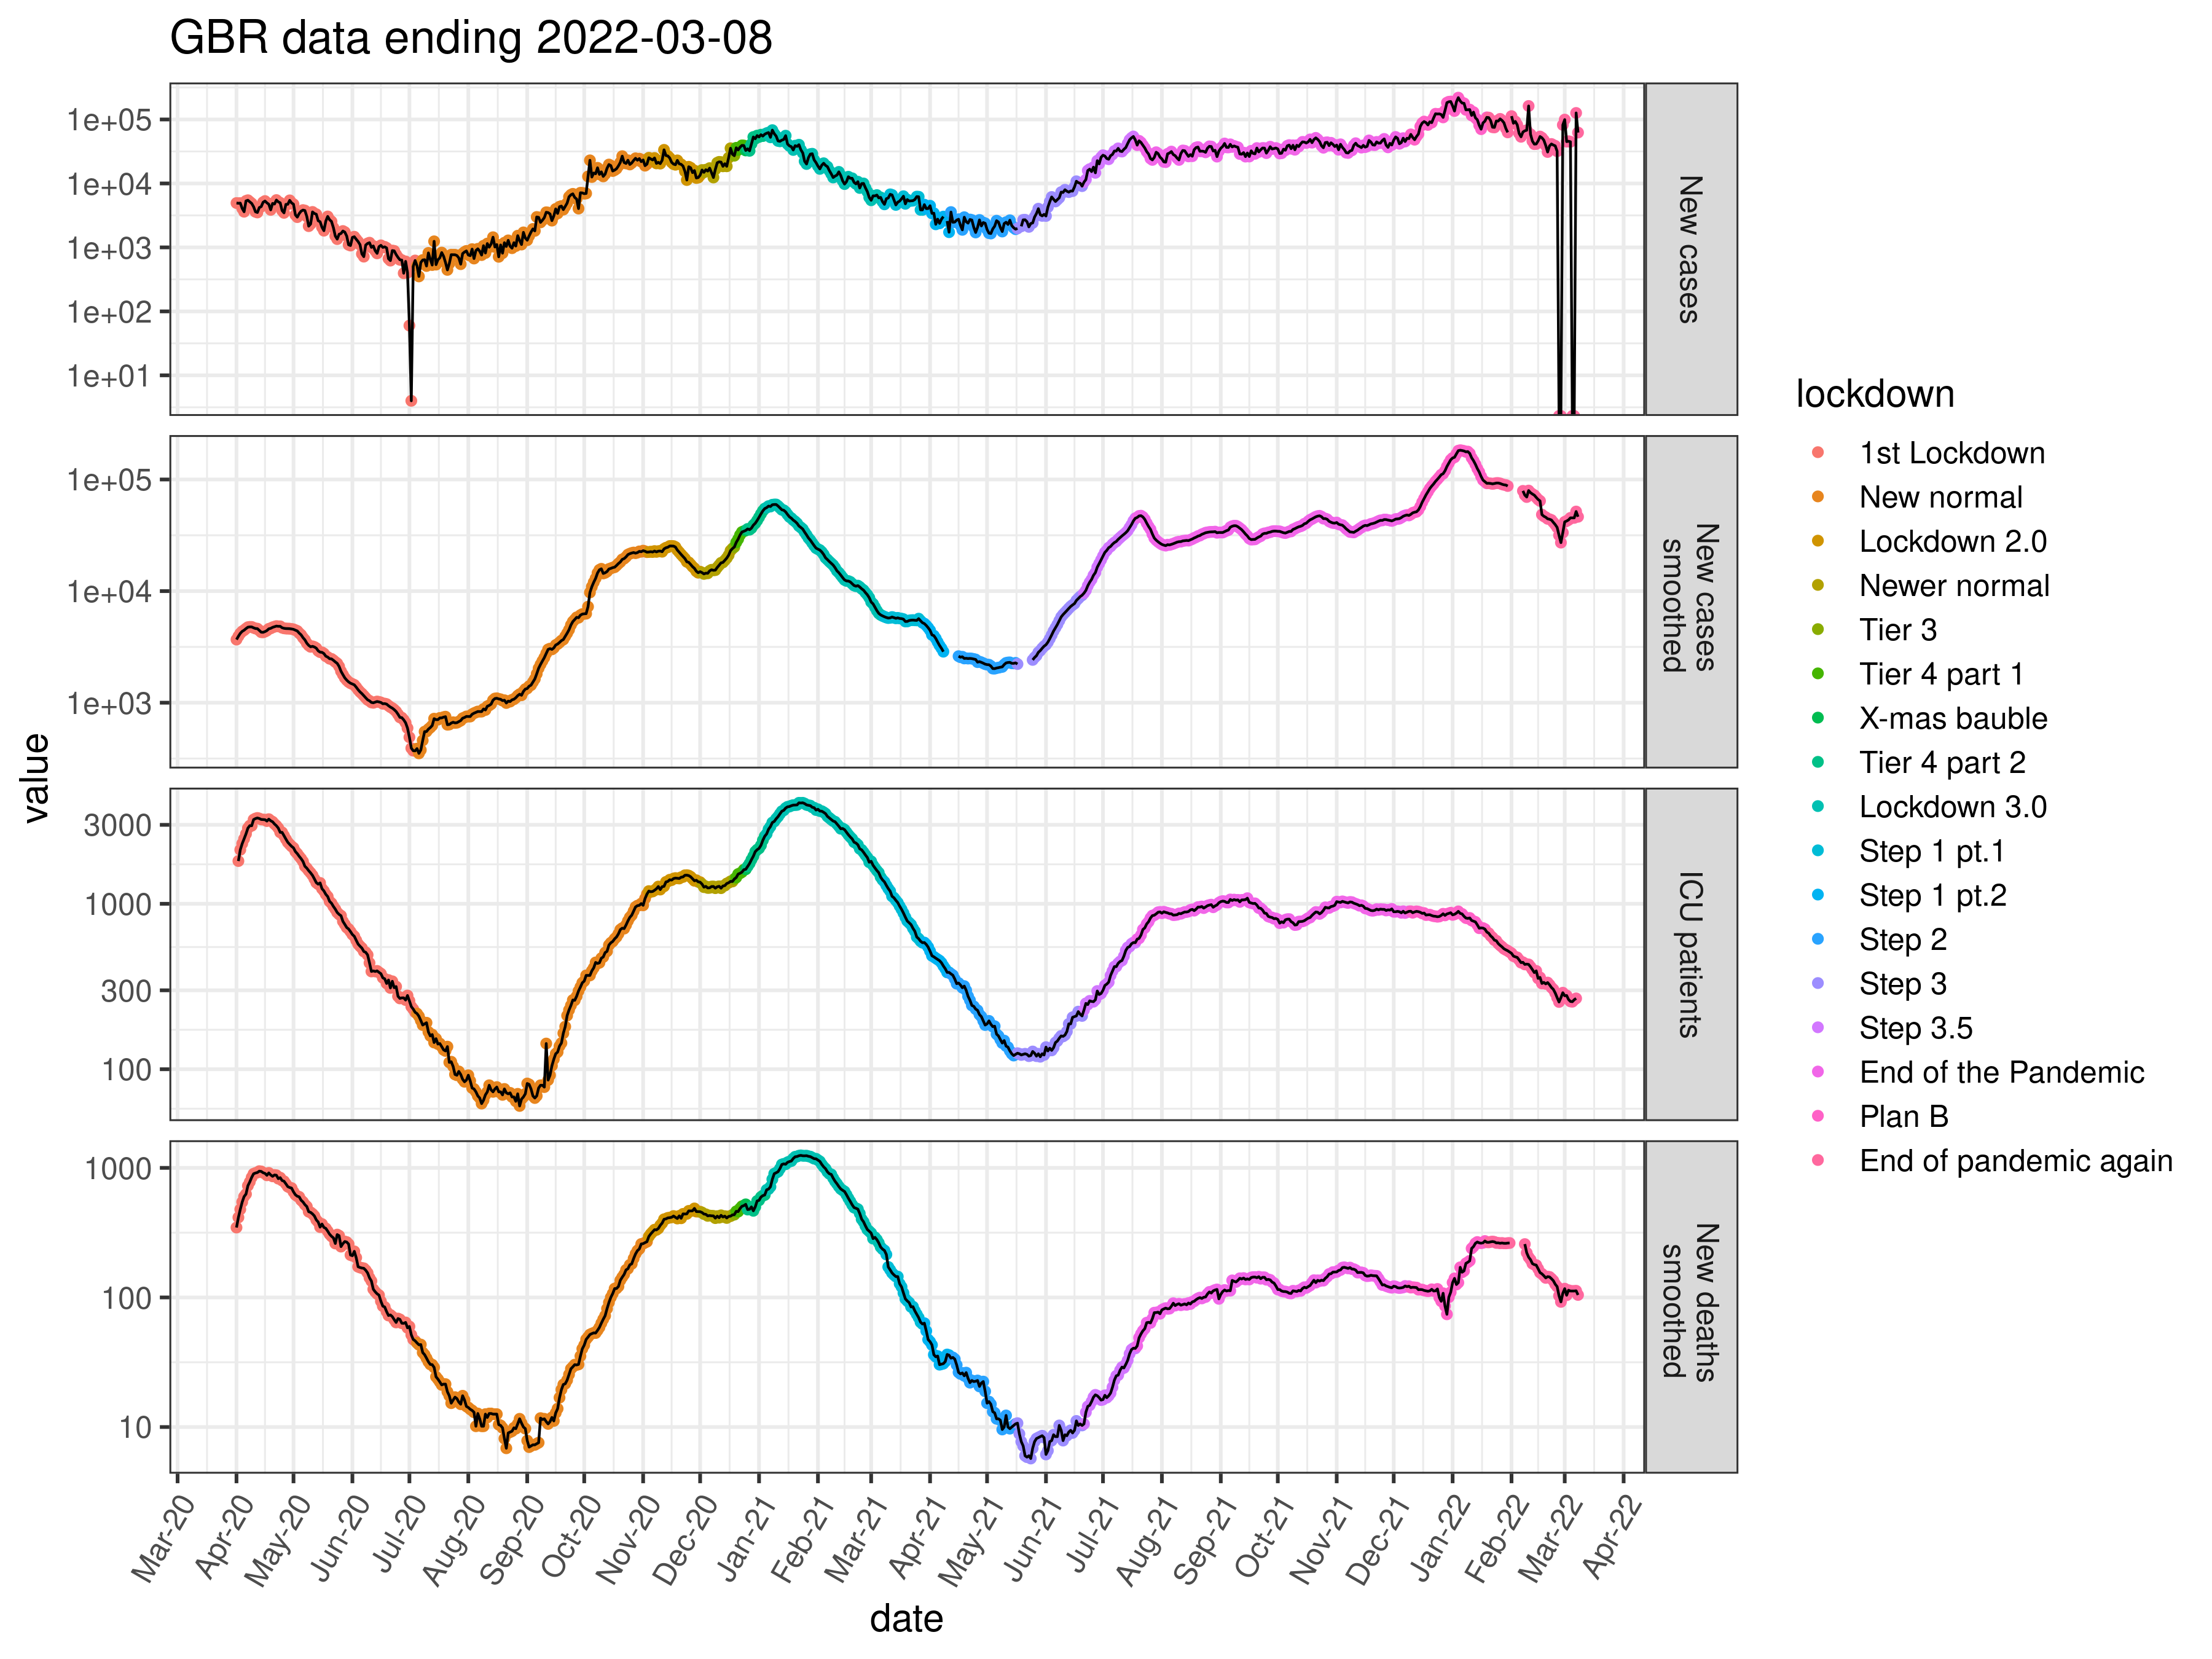 GBR data ending 2022-03-08
1e+05
1e+04
1e+03
1e+02
1e+01
New cases
1e+05
1e+04
1e+03
New cases
smoothed
3000
1000
300
100
ICU patients
1000
100
10
New deaths
smoothed
value
Mar-20
Apr-20
May-20
Jun-20
Jul-20
Aug-20
Sep-20
Oct-20
Nov-20
Dec-20
Jan-21
Feb-21
Mar-21
Apr-21
May-21
Jun-21
Jul-21
Aug-21
Sep-21
Oct-21
Nov-21
Dec-21
Jan-22
Feb-22
Mar-22
Apr-22
date
lockdown
1st Lockdown
New normal
Lockdown 2.0
Newer normal
Tier 3
Tier 4 part 1
X-mas bauble
Tier 4 part 2
Lockdown 3.0
Step 1 pt.1
Step 1 pt.2
Step 2
Step 3
Step 3.5
End of the Pandemic
Plan B
End of pandemic again